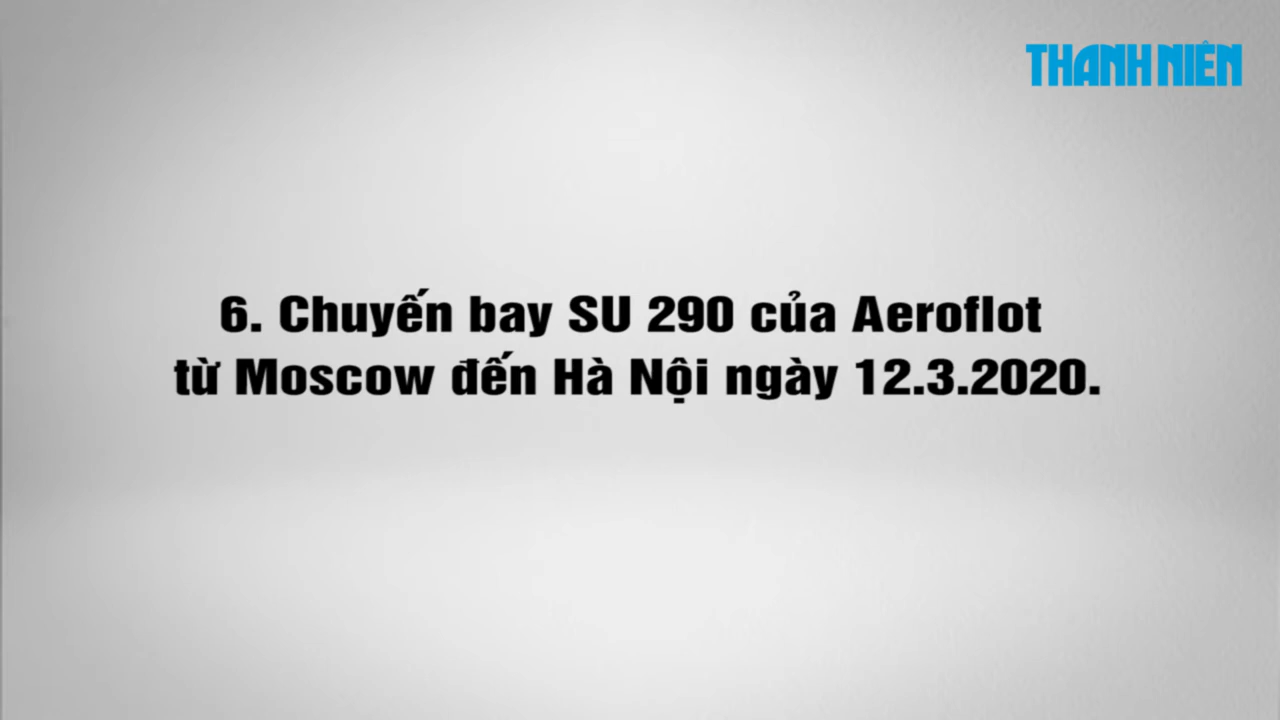 THANH NIÊN
6. Chuyến bay SU 290 của Aeroflot
từ Moscow đến Hà Nội ngày 12.3.2020.